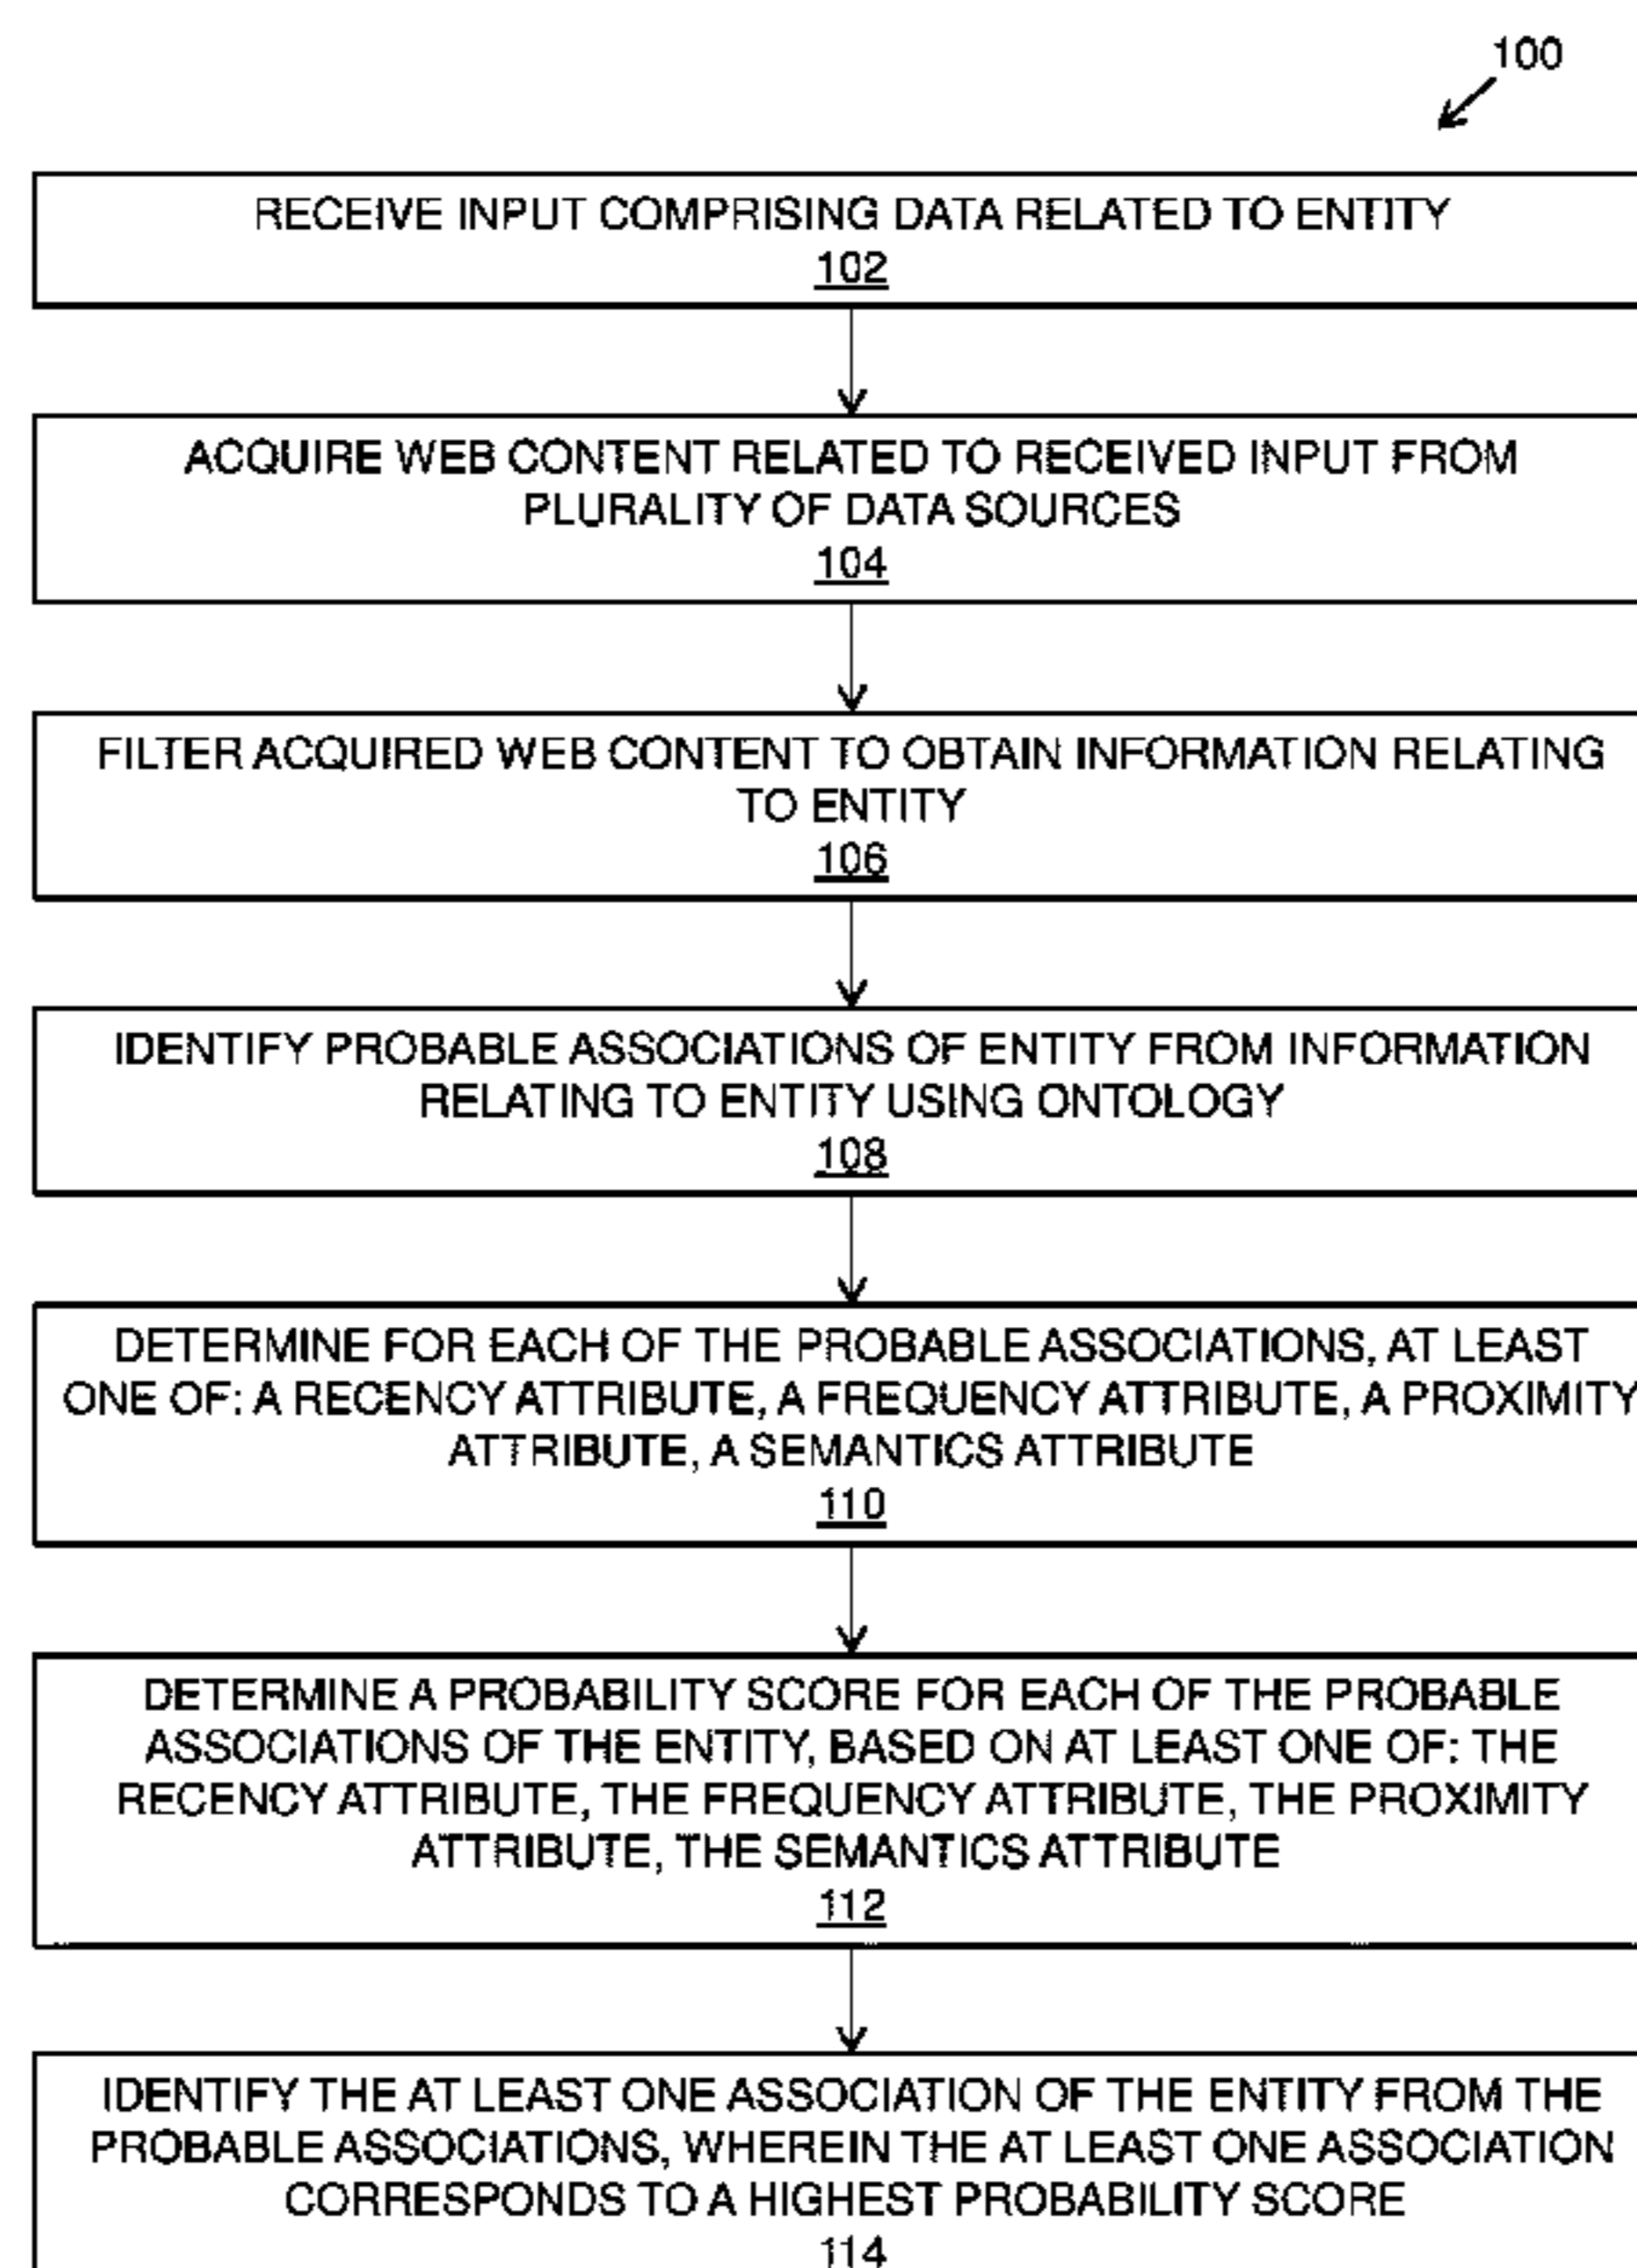 100
RECEIVE INPUT COMPRISING DATA RELATED TO ENTITY
102
ACQUIRE WEB CONTENT RELATED TO RECEIVED INPUT FROM
PLURALITY OF DATA SOURCES
104
FILTER ACQUIRED WEB CONTENT TO OBTAIN INFORMATION RELATING
TO ENTITY
106
IDENTIFY PROBABLE ASSOCIATIONS OF ENTITY FROM INFORMATION
RELATING TO ENTITY USING ONTOLOGY
108
DETERMINE FOR EACH OF THE PROBABLE ASSOCIATIONS, AT LEAST
ONE OF: A RECENCY ATTRIBUTE, A FREQUENCY ATTRIBUTE, A PROXIMITY
ATTRIBUTE, A SEMANTICS ATTRIBUTE
110
DETERMINE A PROBABILITY SCORE FOR EACH OF THE PROBABLE
ASSOCIATIONS OF THE ENTITY, BASED ON AT LEAST ONE OF: THE
RECENCY ATTRIBUTE, THE FREQUENCY ATTRIBUTE, THE PROXIMITY
ATTRIBUTE, THE SEMANTICS ATTRIBUTE
112
IDENTIFY THE AT LEAST ONE ASSOCIATION OF THE ENTITY FROM THE
PROBABLE ASSOCIATIONS, WHEREIN THE AT LEAST ONE ASSOCIATION
CORRESPONDS TO A HIGHEST PROBABILITY SCORE
114